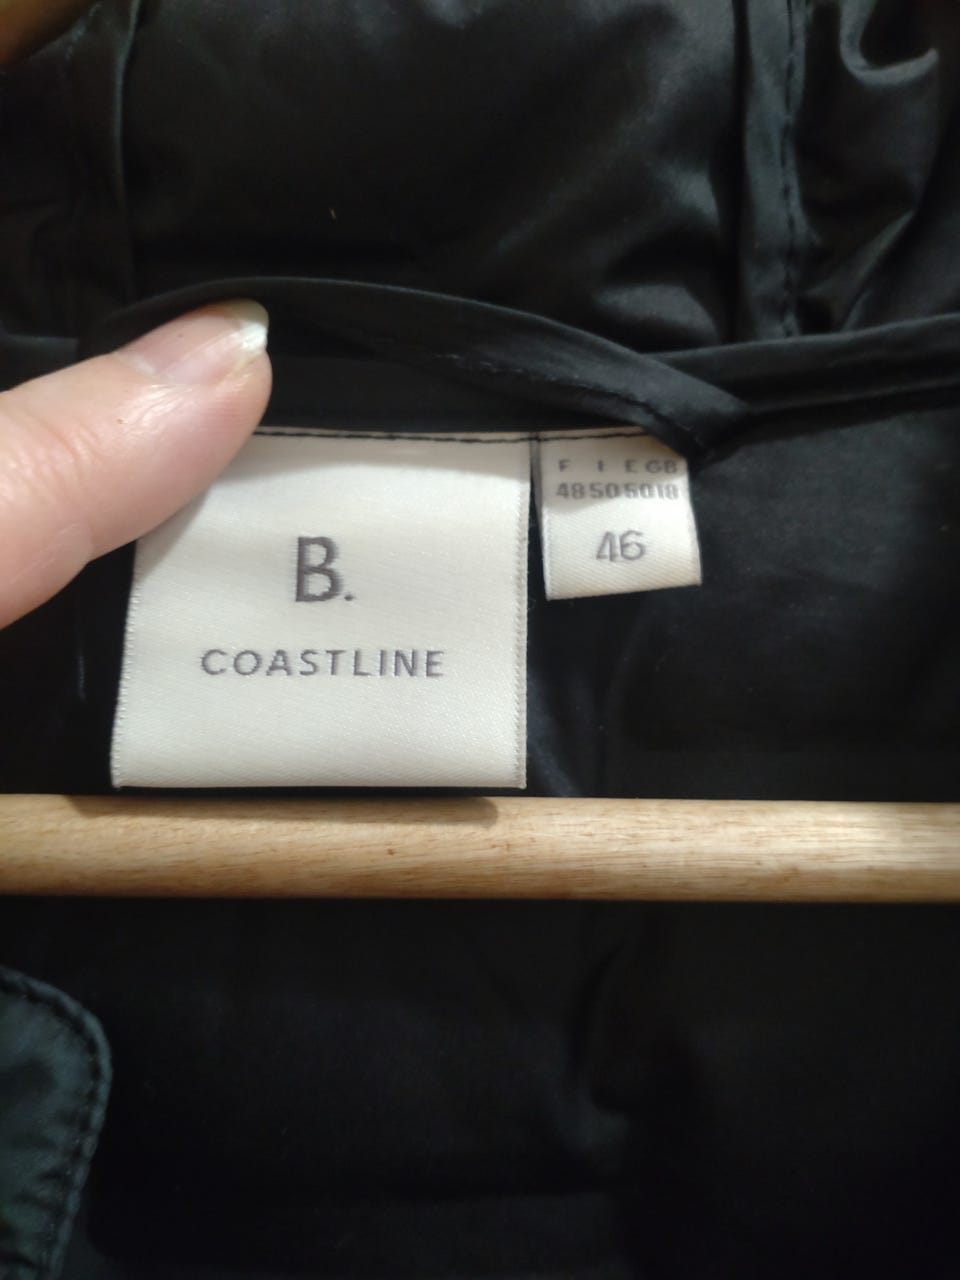 B.
COASTLINE
F I E GB
48 50 50 18
46